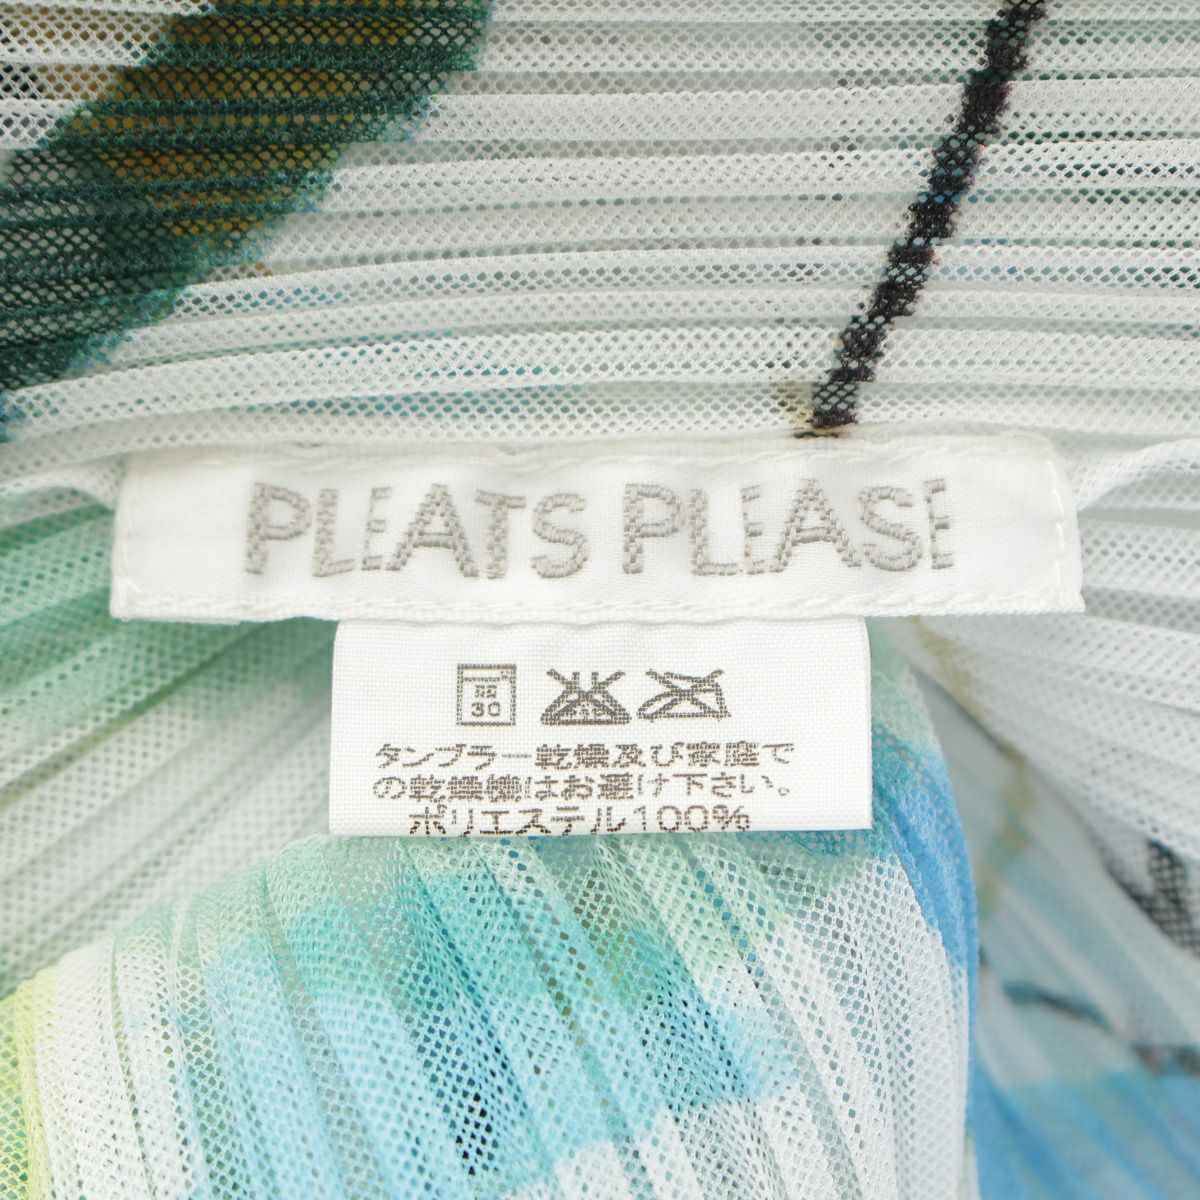 PLEATS PLEASE
30
タンブラー乾燥及び家庭で
の乾燥機はお避け下さい。
ポリエステル100%